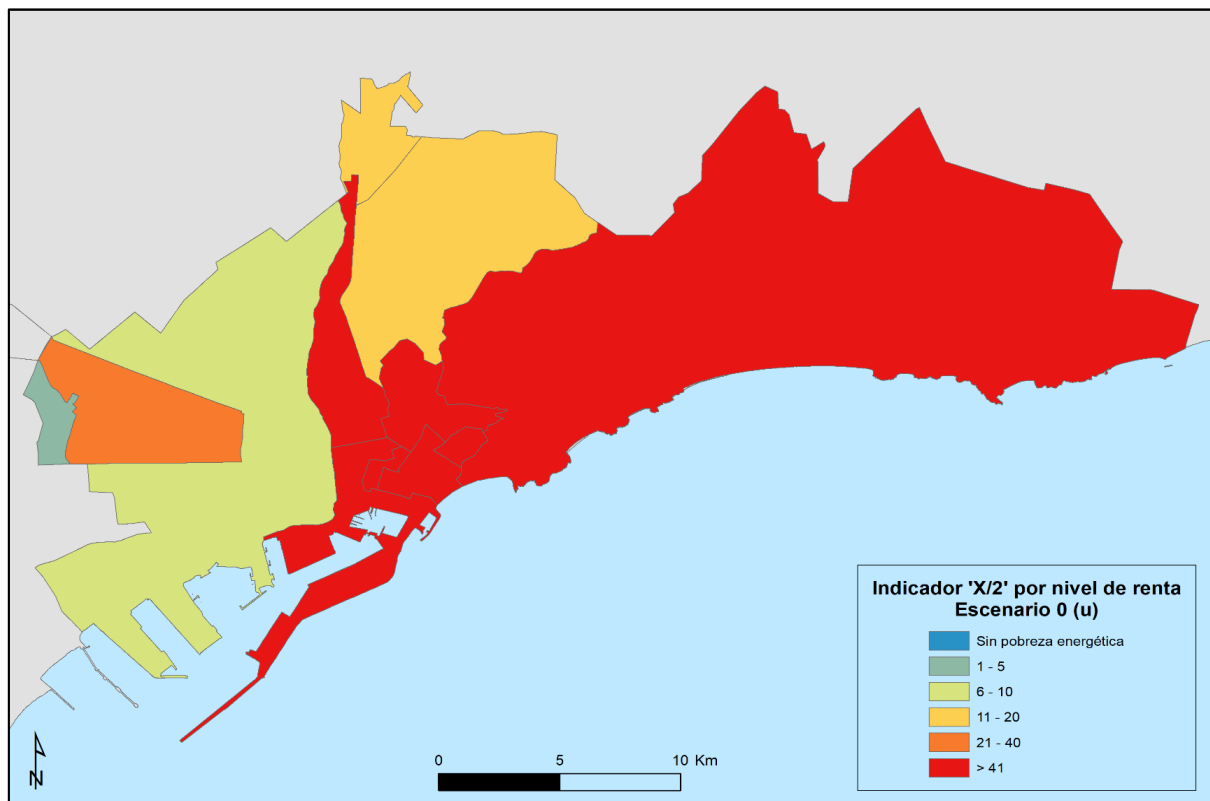 Indicador 'X/2' por nivel de renta
Escenario 0 (u)
Sin pobreza energética
1 - 5
6 - 10
11 - 20
21 - 40
> 41
N
0 5 10 Km